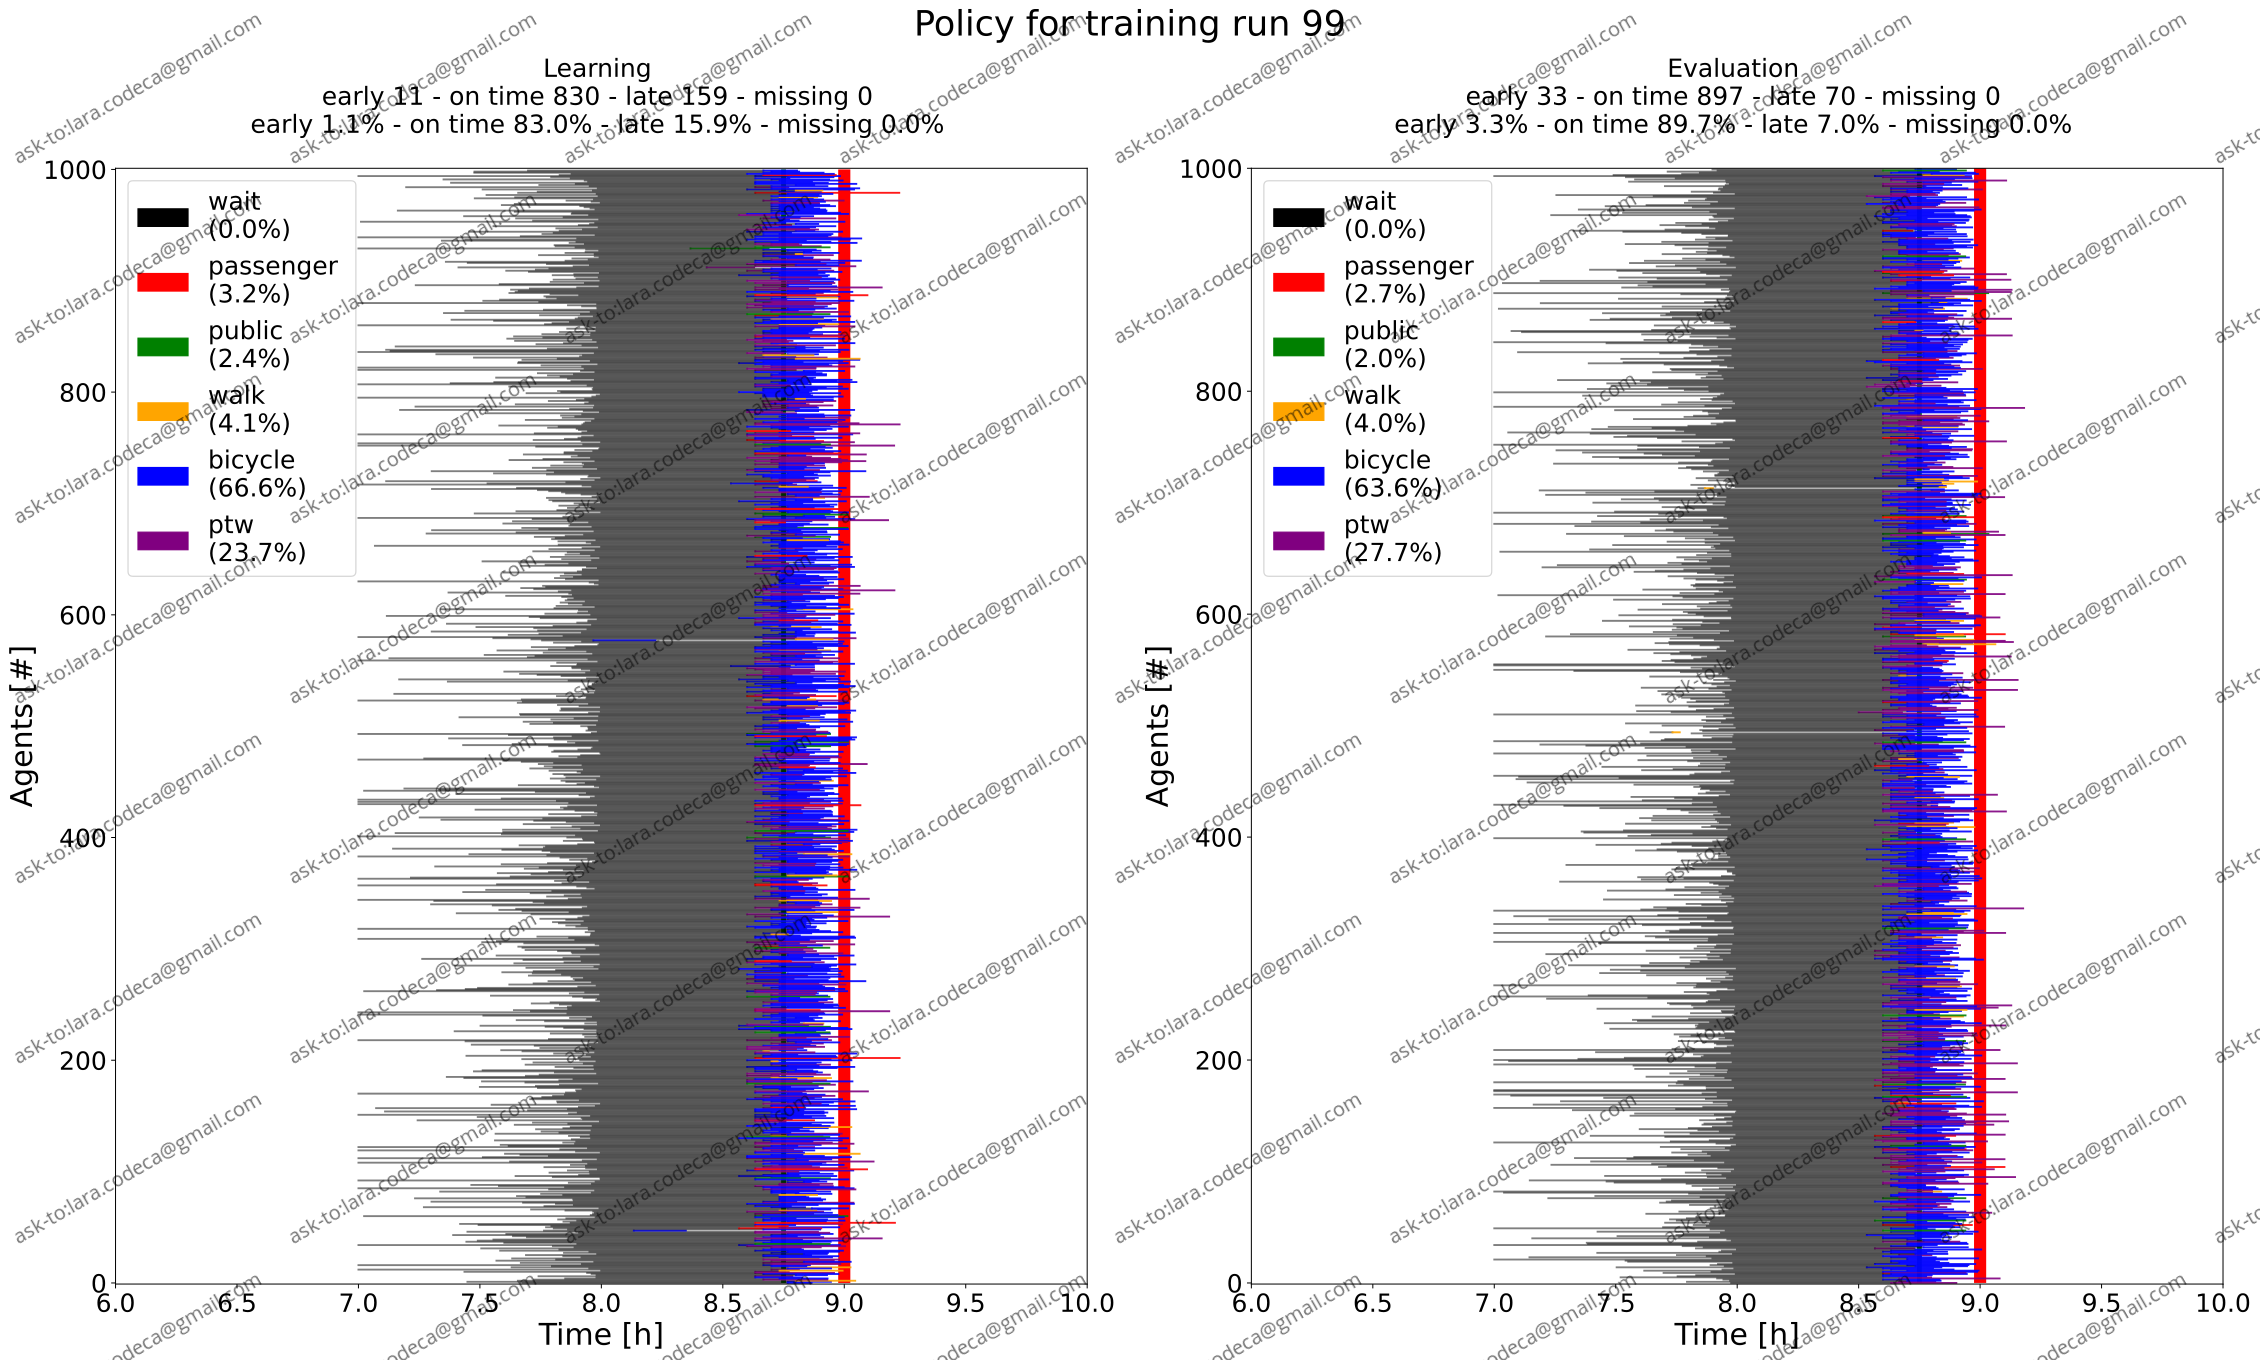 Policy for training run 99
Learning
early 11 - on time 830 - late 159 - missing 0
early 1.1% - on time 83.0% - late 15.9% - missing 0.0%
1000
800
600
400
200
0
Agents [#]
wait
(0.0%)
passenger
(3.2%)
public
(2.4%)
walk
(4.1%)
bicycle
(66.6%)
ptw
(23.7%)
6.0 6.5 7.0 7.5 8.0 8.5 9.0 9.5 10.0
Time [h]
Evaluation
early 33 - on time 897 - late 70 - missing 0
early 3.3% - on time 89.7% - late 7.0% - missing 0.0%
1000
800
600
400
200
0
Agents [#]
wait
(0.0%)
passenger
(2.7%)
public
(2.0%)
walk
(4.0%)
bicycle
(63.6%)
ptw
(27.7%)
6.0 6.5 7.0 7.5 8.0 8.5 9.0 9.5 10.0
Time [h]
ask-to:lara.codeca@gmail.com